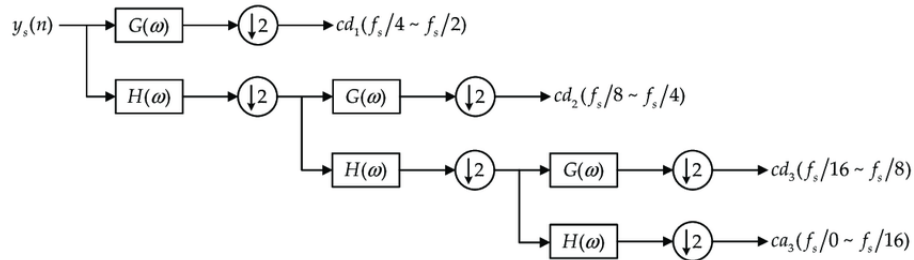 y_s(n) G(ω) ↓2 cd_1(f_s/4 ~ f_s/2)
H(ω) ↓2 G(ω) ↓2 cd_2(f_s/8 ~ f_s/4)
H(ω) ↓2 G(ω) ↓2 cd_3(f_s/16 ~ f_s/8)
H(ω) ↓2 ca_3(f_s/0 ~ f_s/16)